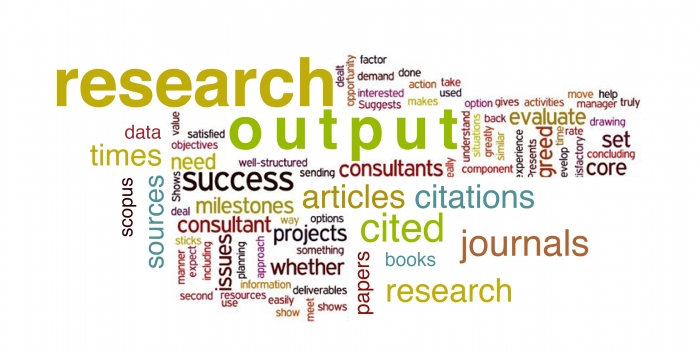 research
output
factor
dealt
opportunity
demand done
action take
interested
used
Suggests
makes
option gives activities
move help
manager truly
understand
situations
greatly
back
similar
evaluate
drawing
experience
greed
time
rate
set
concluding
core
component
data
times
value
satisfied
objectives
need
well-structured
sending
consultants
Shows
success
articles
citations
scopus
sources
deal
milestones
consultant
way
options
projects
cited
journals
sticks
manner
expect
including
issues
planning
approach
something
whether
papers
books
research
information
deliverables
second
resources
use
easily
show
meet
shows